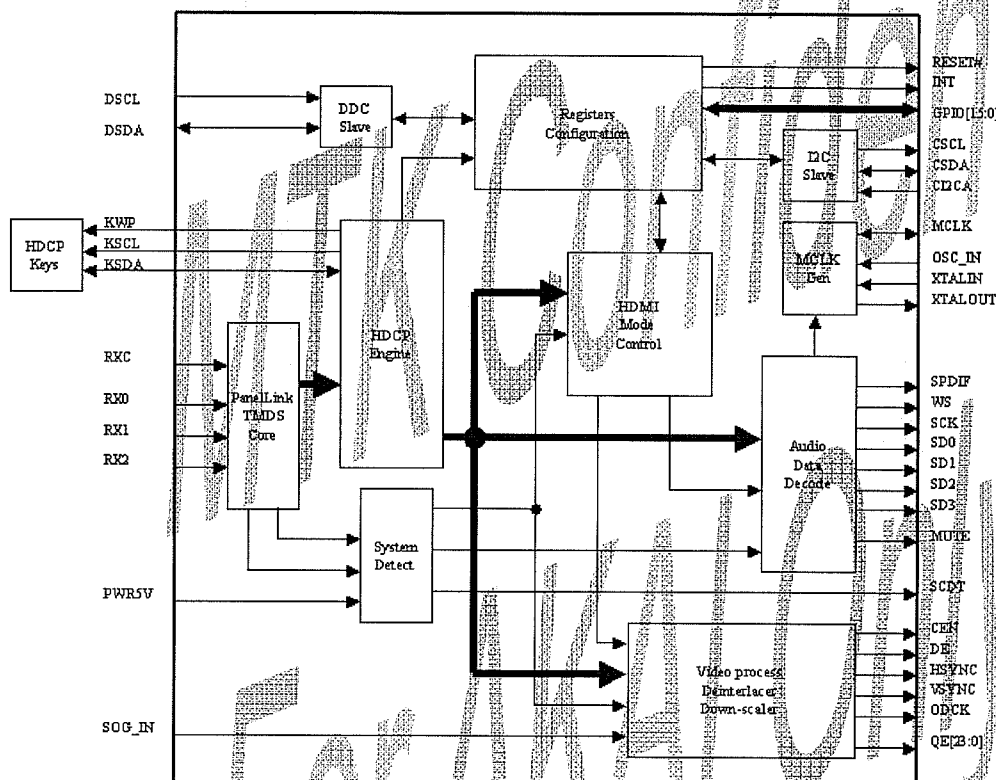 RESET#
INT
GPIO[15:0]
DSCL
DDC
Slave
DSDA
Registers
Configuration
I2C
Slave
CSCL
CSDA
CI2CA
HDCP
Keys
KWP
KSCL
KSDA
MCLK
Gen
MCLK
OSC_IN
XTALIN
XTALOUT
HDCP
Engine
HDMI
Mode
Control
RXC
RX0
RX1
RX2
PanelLink
TMDS
Core
Audio
Data
Decode
SPDIF
WS
SCK
SD0
SD1
SD2
SD3
MUTE
System
Detect
PWR5V
SCDT
Video process
Deinterlacer
Down-scaler
CEN
DE
HSYNC
VSYNC
ODCK
QE[23:0]
SOG_IN